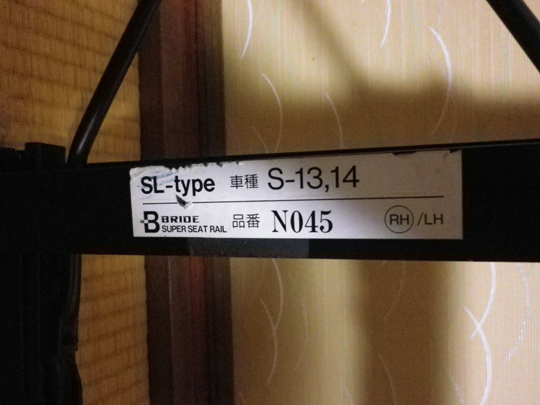 SL-type 車種 S-13,14
B BRIDE
SUPER SEAT RAIL 品番 N045 RH/LH